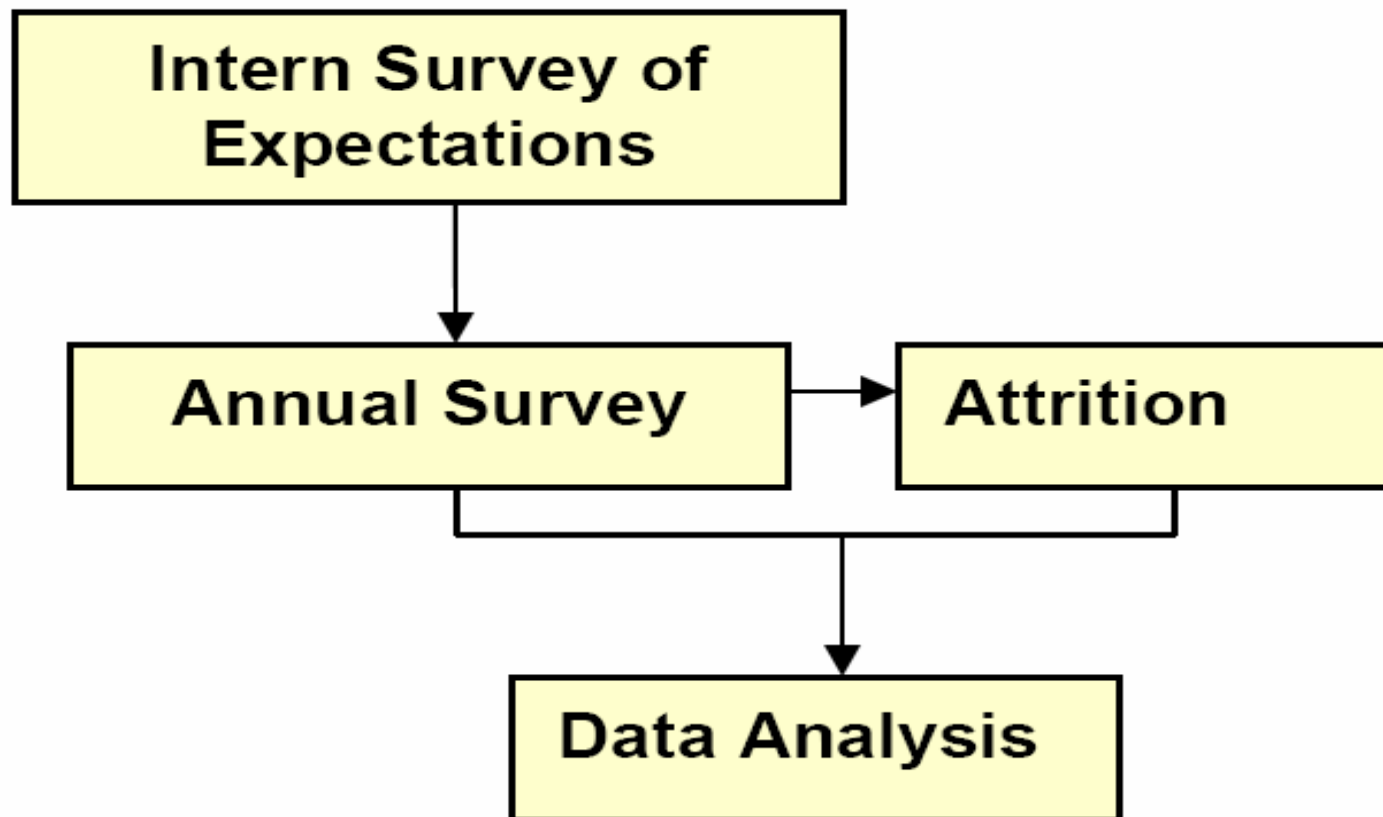 Intern Survey of
Expectations
Annual Survey
Attrition
Data Analysis